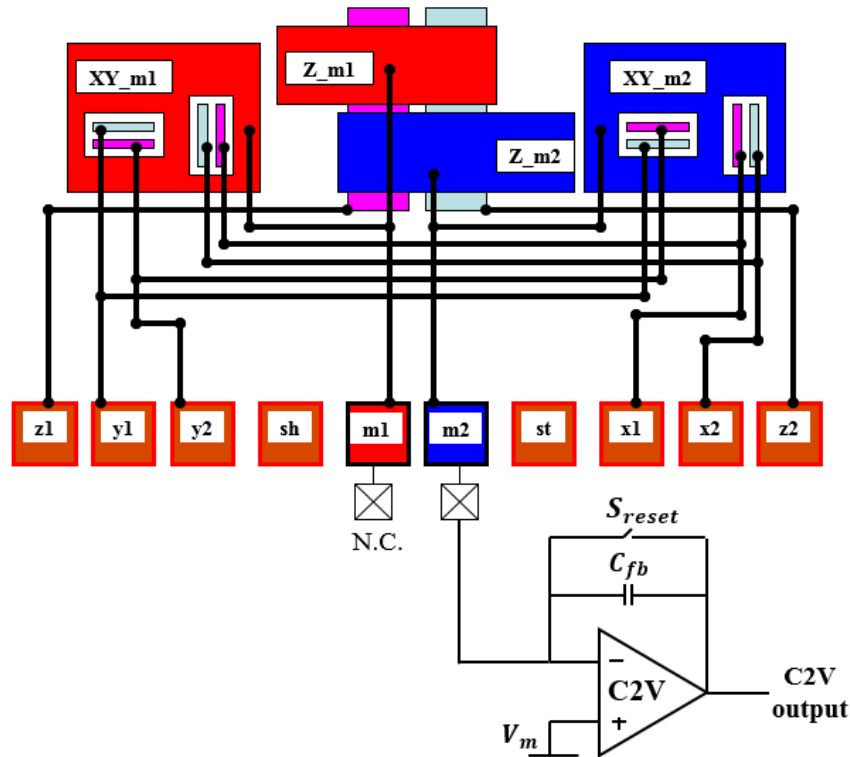 Z_m1
XY_m1
XY_m2
Z_m2
z1
y1
y2
sh
m1
m2
st
x1
x2
z2
N.C.
S_reset
C_fb
C2V
−
+
V_m
C2V
output